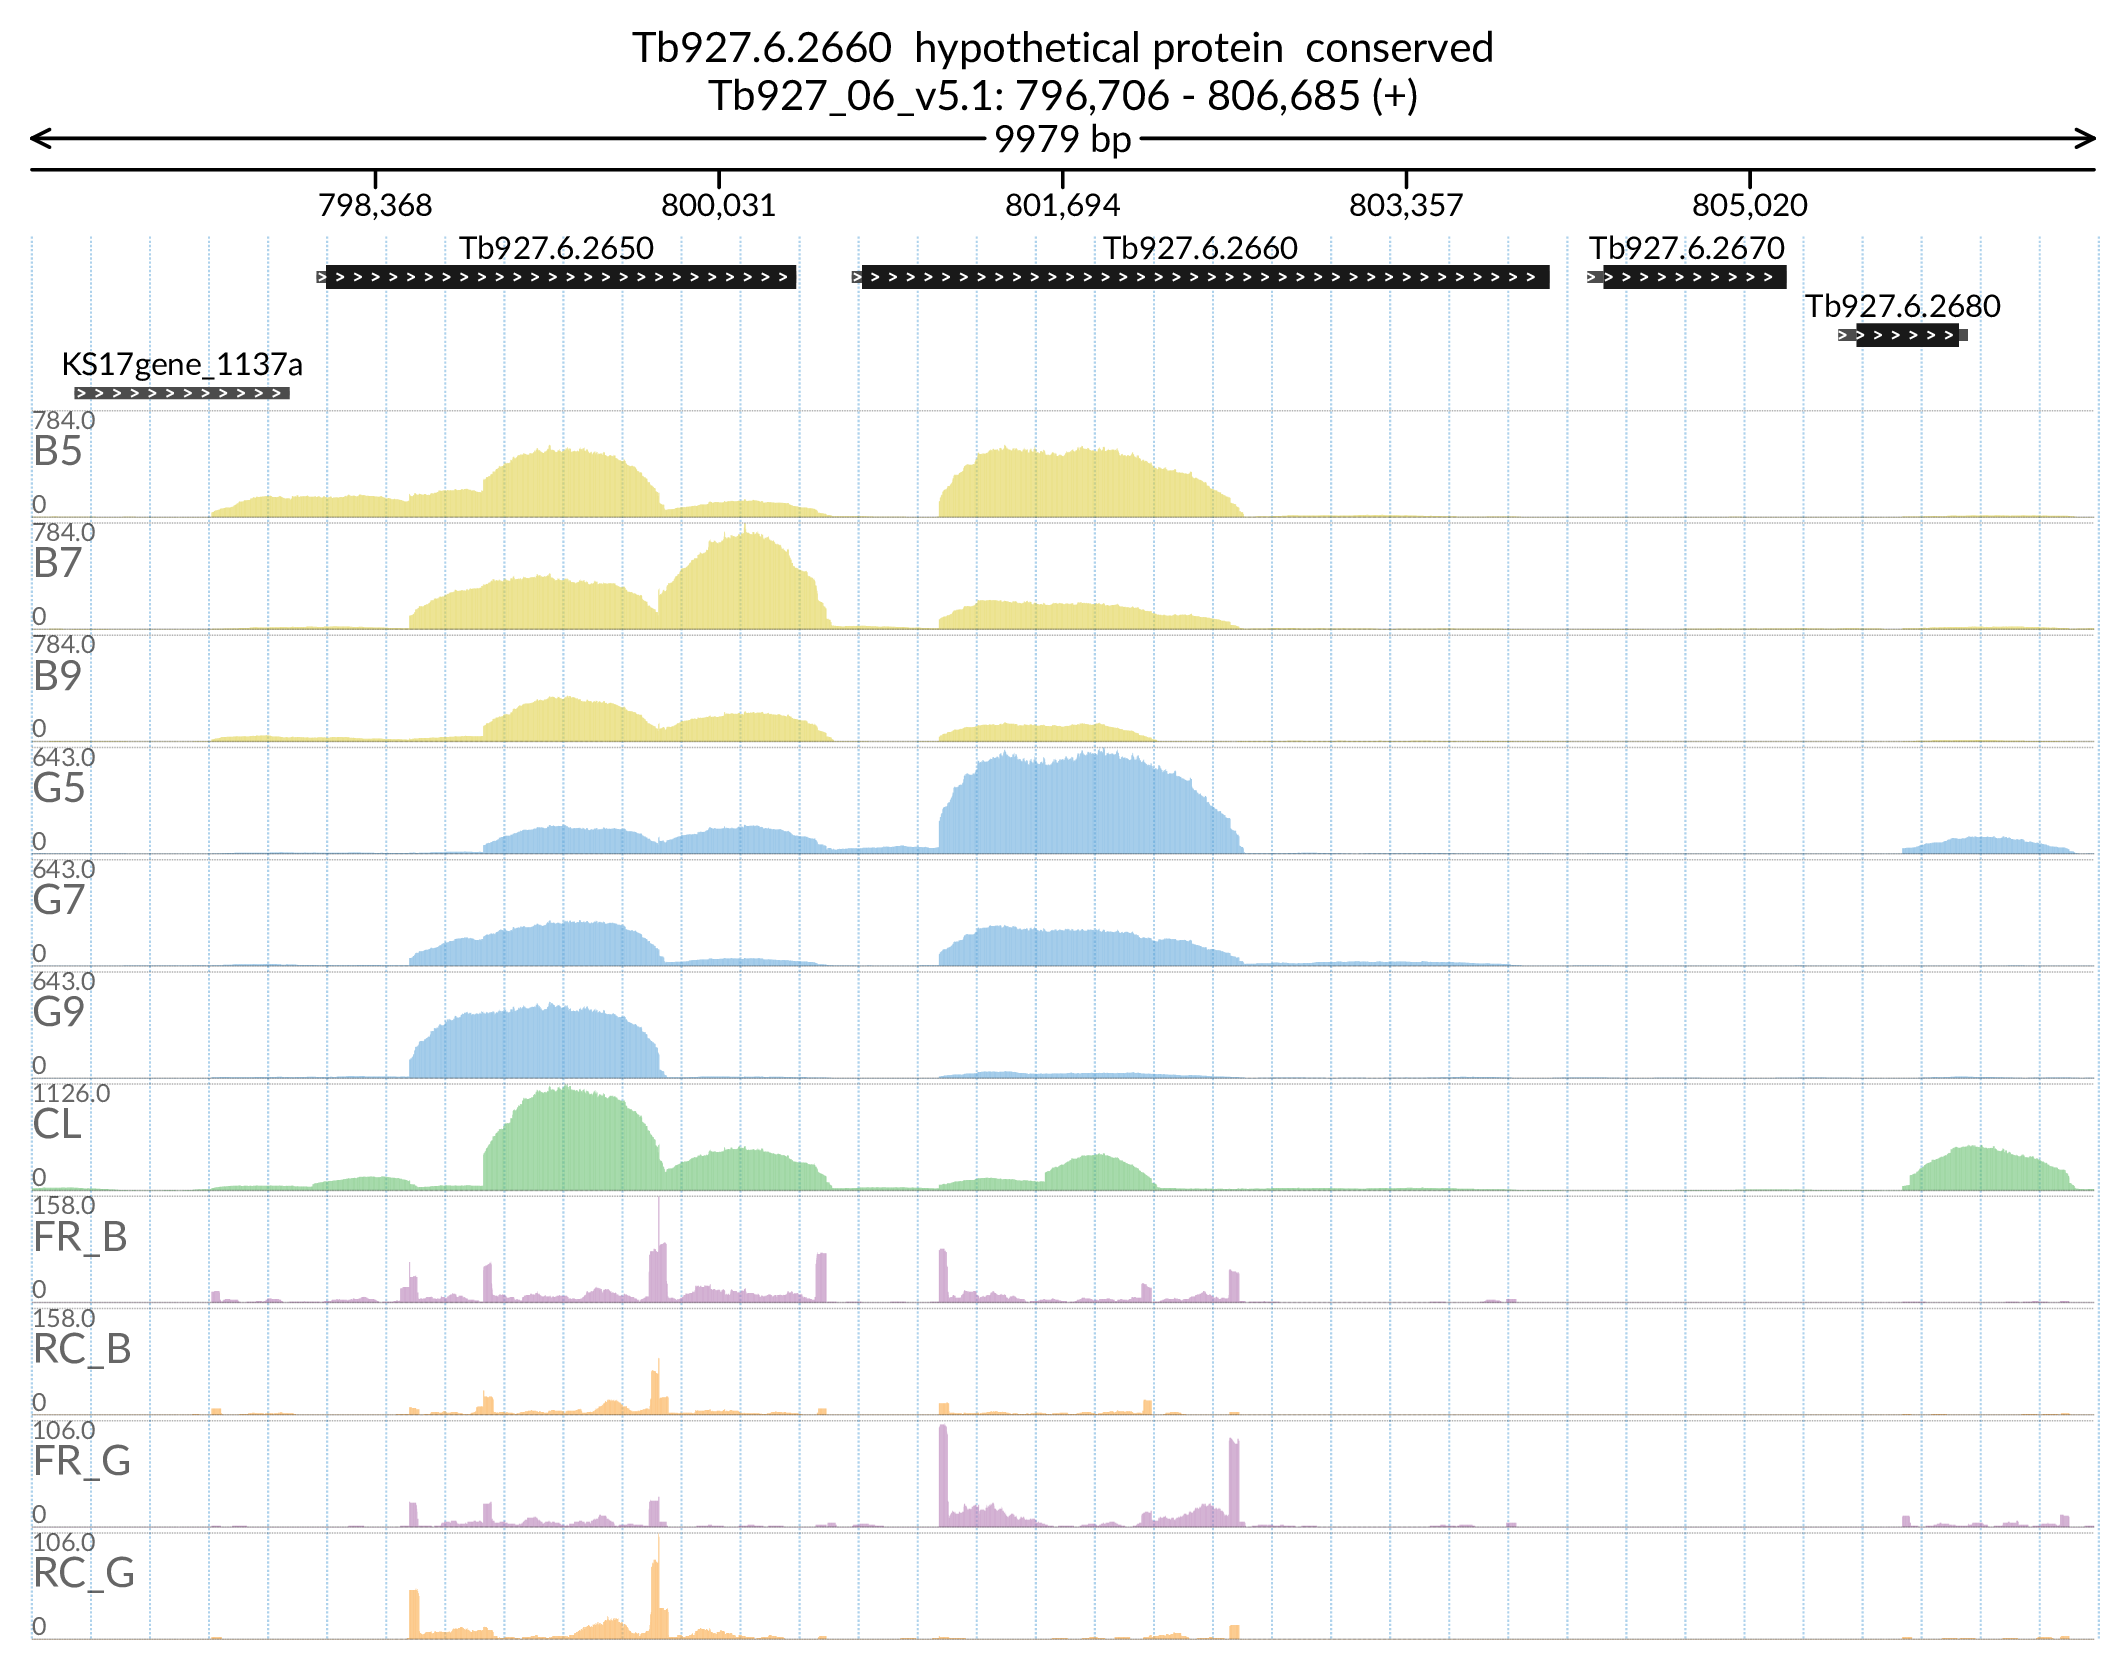 Tb927.6.2660 hypothetical protein conserved
Tb927_06_v5.1: 796,706 - 806,685 (+)
9979 bp
798,368 800,031 801,694 803,357 805,020
Tb927.6.2650 Tb927.6.2660 Tb927.6.2670
Tb927.6.2680
KS17gene_1137a
784.0
B5
0
784.0
B7
0
784.0
B9
0
643.0
G5
0
643.0
G7
0
643.0
G9
0
1126.0
CL
0
158.0
FR_B
0
158.0
RC_B
0
106.0
FR_G
0
106.0
RC_G
0